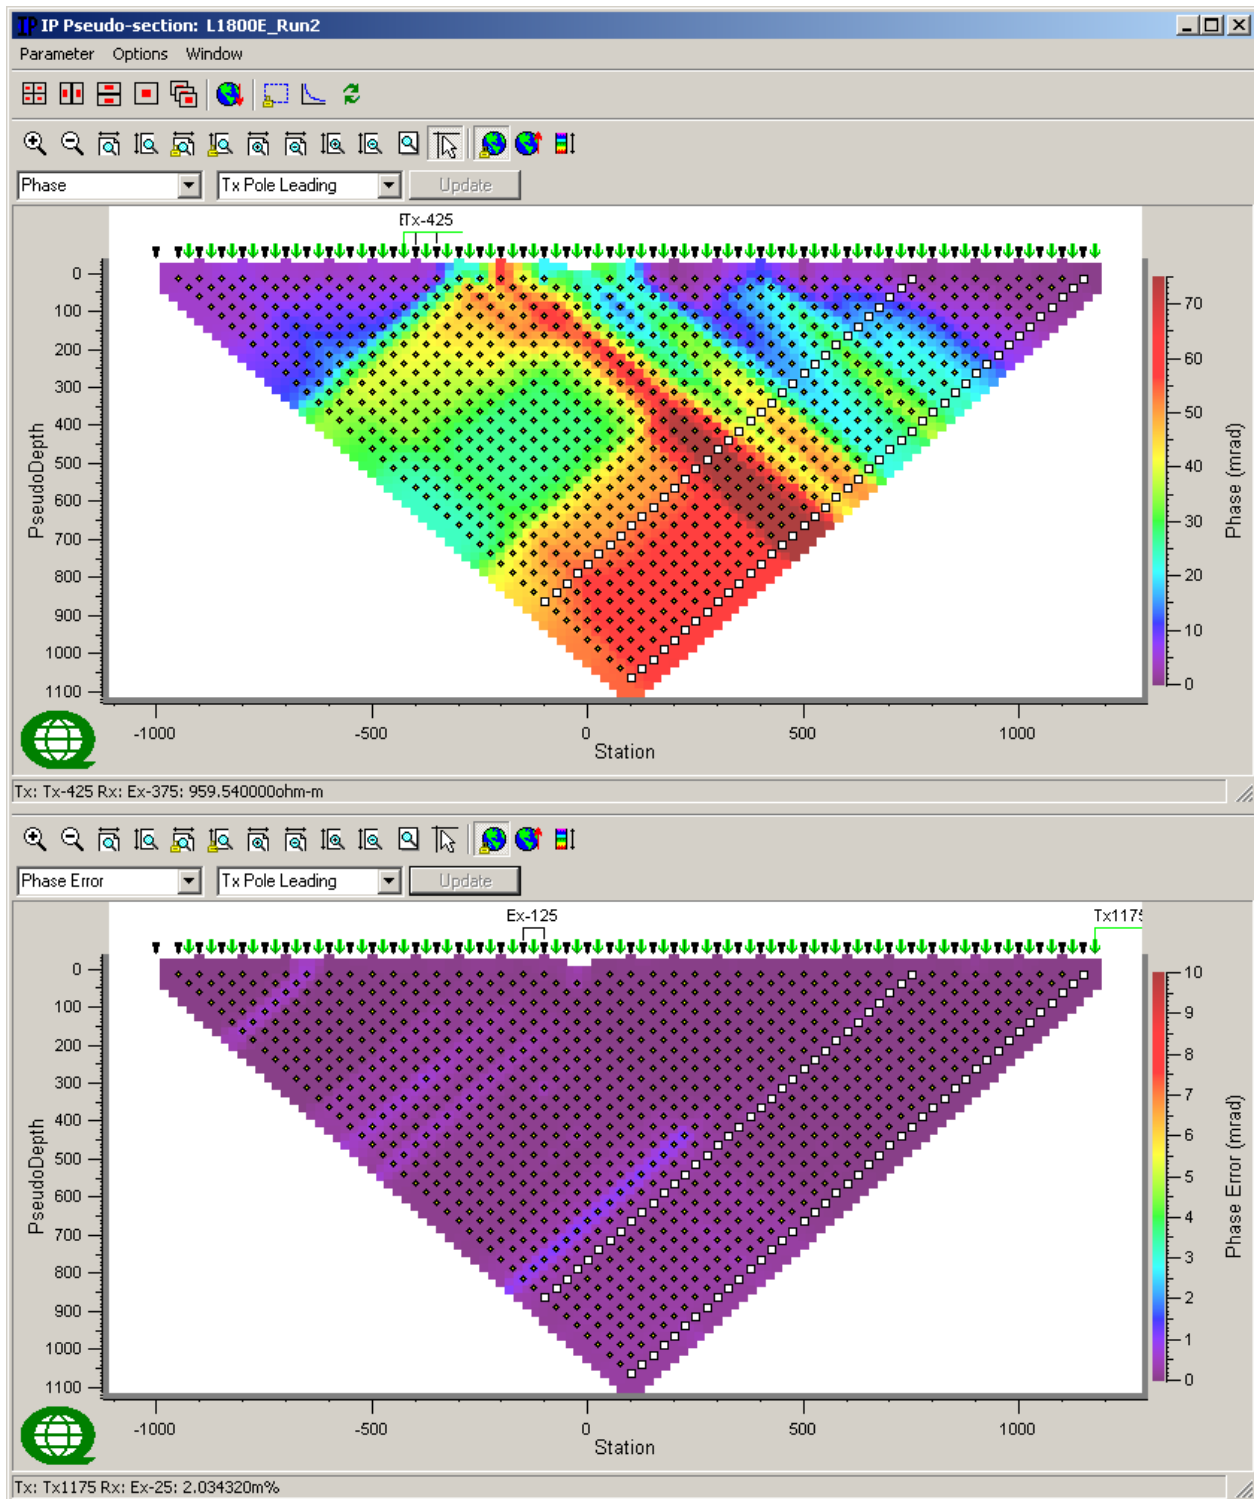 IP IP Pseudo-section: L1800E_Run2
Parameter Options Window
Phase Tx Pole Leading Update
Tx-425
0
100
200
300
400
500
600
700
800
900
1000
1100
PseudoDepth
70
60
50
40
30
20
10
0
Phase (mrad)
-1000 -500 0 500 1000
Station
Tx: Tx-425 Rx: Ex-375: 959.540000ohm-m
Phase Error Tx Pole Leading Update
Ex-125 Tx1175
0
100
200
300
400
500
600
700
800
900
1000
1100
PseudoDepth
10
9
8
7
6
5
4
3
2
1
0
Phase Error (mrad)
-1000 -500 0 500 1000
Station
Tx: Tx1175 Rx: Ex-25: 2.034320m%